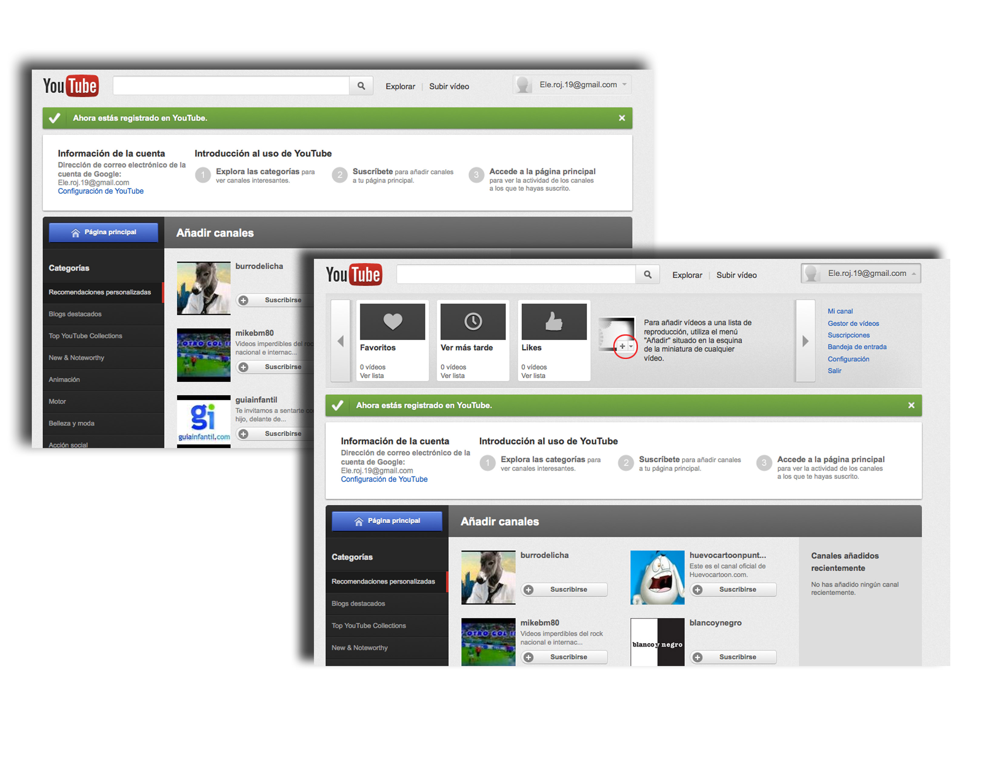 YouTube
Explorar | Subir vídeo
Ele.roj.19@gmail.com
Ahora estás registrado en YouTube.
Información de la cuenta
Dirección de correo electrónico de la
cuenta de Google:
Ele.roj.19@gmail.com
Configuración de YouTube
Introducción al uso de YouTube
1
Explora las categorías para
ver canales interesantes.
2
Suscríbete para añadir canales
a tu página principal.
3
Accede a la página principal
para ver la actividad de los canales
a los que te hayas suscrito.
Página principal
Añadir canales
Categorías
Recomendaciones personalizadas
Blogs destacados
Top YouTube Collections
New & Noteworthy
Animación
Motor
Belleza y moda
Acción social
burrodelicha
Suscribirse
OTRO GOL
mikebm80
Videos imperdibles del roc
nacional e internac...
Suscribirse
gi
guiainfantil.com
guiainfantil
Te invitamos a sentarte co
hijo, delante de...
Suscribirse
YouTube
Explorar | Subir vídeo
Ele.roj.19@gmail.com
Favoritos
0 vídeos
Ver lista
Ver más tarde
0 vídeos
Ver lista
Likes
0 vídeos
Ver lista
Para añadir vídeos a una lista de
reproducción, utiliza el menú
"Añadir" situado en la esquina
de la miniatura de cualquier
vídeo.
Mi canal
Gestor de vídeos
Suscripciones
Bandeja de entrada
Configuración
Salir
Ahora estás registrado en YouTube.
Información de la cuenta
Dirección de correo electrónico de la
cuenta de Google:
Ele.roj.19@gmail.com
Configuración de YouTube
Introducción al uso de YouTube
1
Explora las categorías para
ver canales interesantes.
2
Suscríbete para añadir canales
a tu página principal.
3
Accede a la página principal
para ver la actividad de los canales
a los que te hayas suscrito.
Página principal
Añadir canales
Categorías
Recomendaciones personalizadas
Blogs destacados
Top YouTube Collections
New & Noteworthy
burrodelicha
Suscribirse
huevocartoonpunt...
Este es el canal oficial de
Huevocartoon.com.
Suscribirse
OTRO GOL
mikebm80
Videos imperdibles del rock
nacional e internac...
Suscribirse
blanco y negro
blancoynegro
Suscribirse
Canales añadidos
recientemente
No has añadido ningún canal
recientemente.